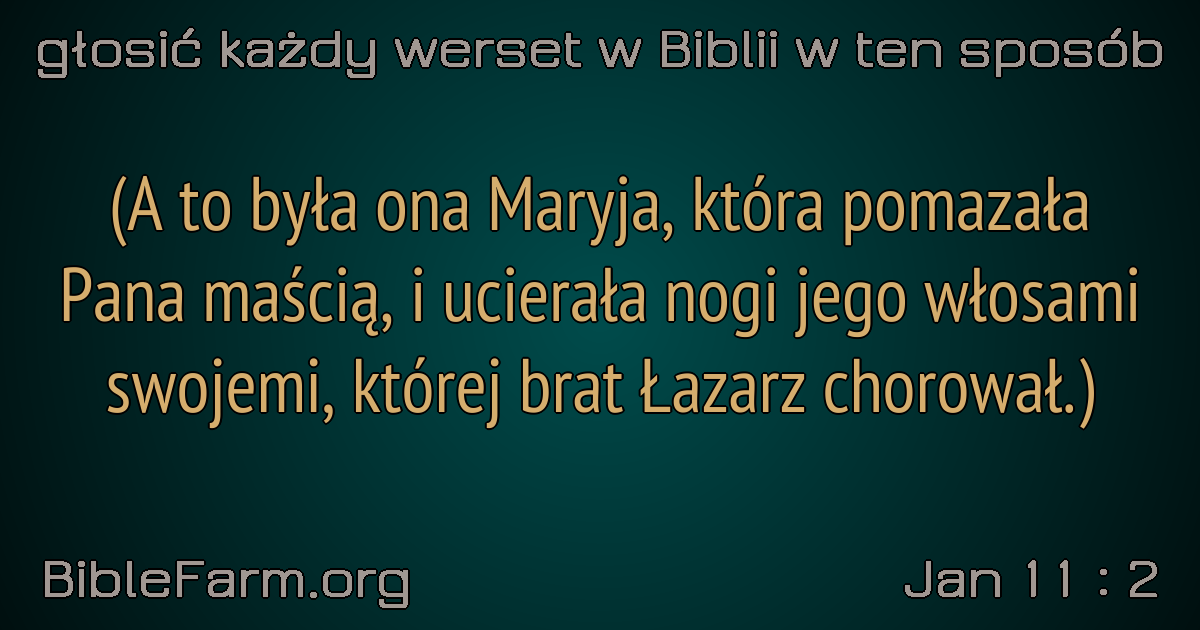 głosić każdy werset w Biblii w ten sposób
(A to była ona Maryja, która pomazała
Pana maścią, i ucierała nogi jego włosami
swojemi, której brat Łazarz chorował.)
BibleFarm.org
Jan 11 : 2